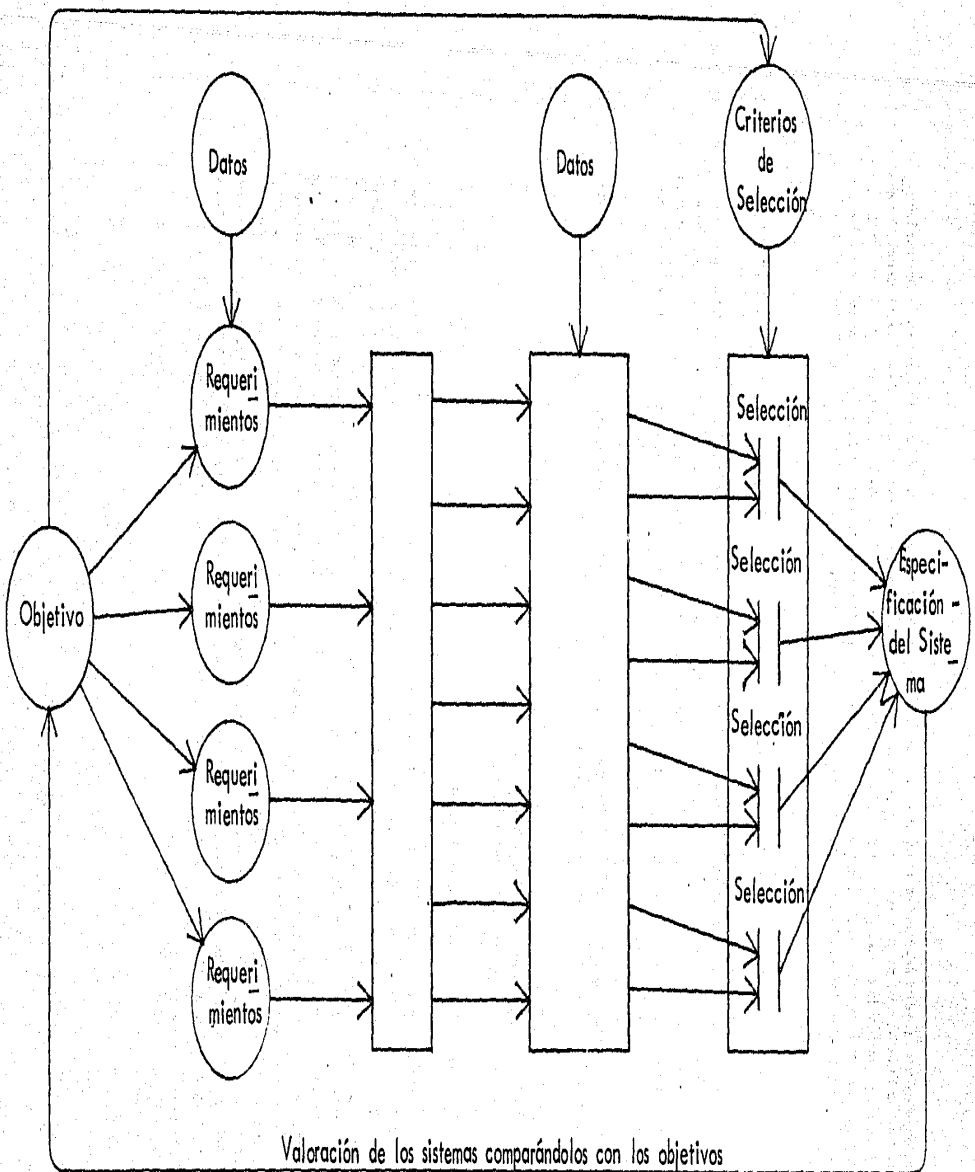 Datos
Datos
Criterios
de
Selección
Requeri
mientos
Selección
Objetivo
Requeri
mientos
Selección
Especi-
ficación -
del Siste_
ma
Requeri
mientos
Selección
Requeri
mientos
Selección
Valoración de los sistemas comparándolos con los objetivos